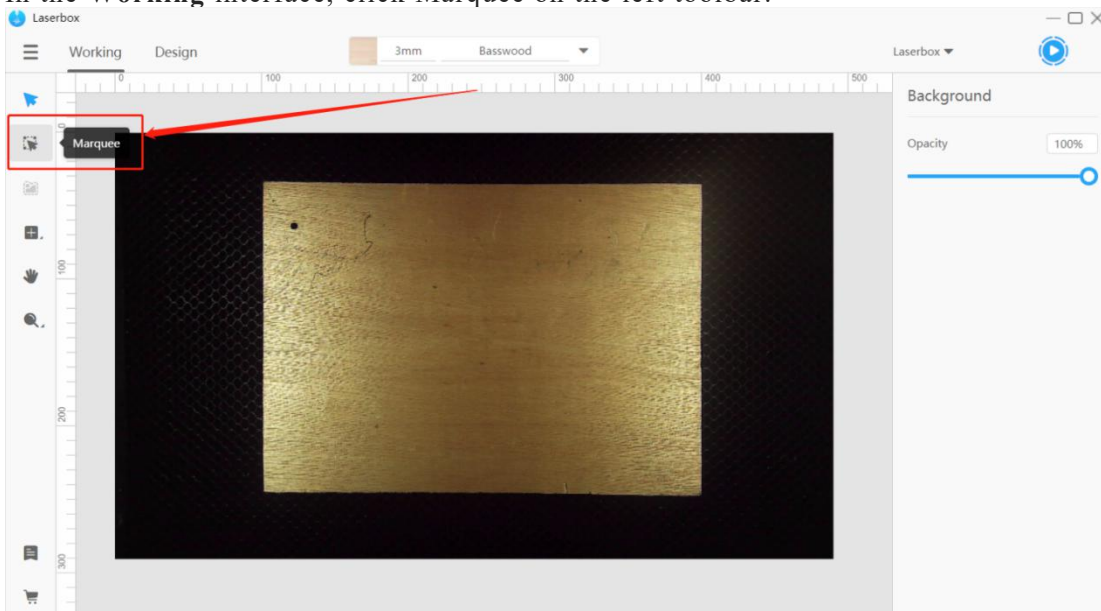 In the Working interface, click Marquee on the left toolbar.
Laserbox
Working Design 3mm Basswood Laserbox
0 100 200 300 400 500
Background
Marquee
Opacity 100%
0
100
200
300